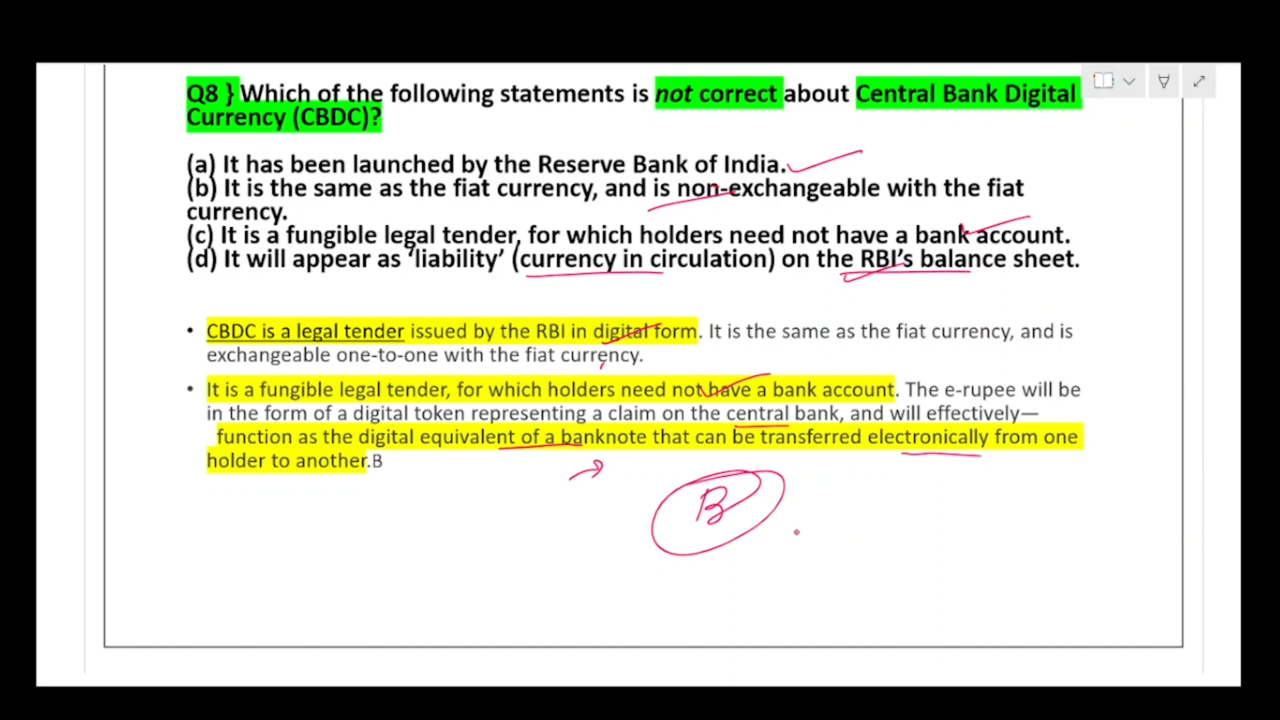 Q8 } Which of the following statements is not correct about Central Bank Digital
Currency (CBDC)?
(a) It has been launched by the Reserve Bank of India.
(b) It is the same as the fiat currency, and is non-exchangeable with the fiat
currency.
(c) It is a fungible legal tender, for which holders need not have a bank account.
(d) It will appear as ‘liability’ (currency in circulation) on the RBI’s balance sheet.
• CBDC is a legal tender issued by the RBI in digital form. It is the same as the fiat currency, and is
exchangeable one-to-one with the fiat currency.
• It is a fungible legal tender, for which holders need not have a bank account. The e-rupee will be
in the form of a digital token representing a claim on the central bank, and will effectively—
function as the digital equivalent of a banknote that can be transferred electronically from one
holder to another.B
B